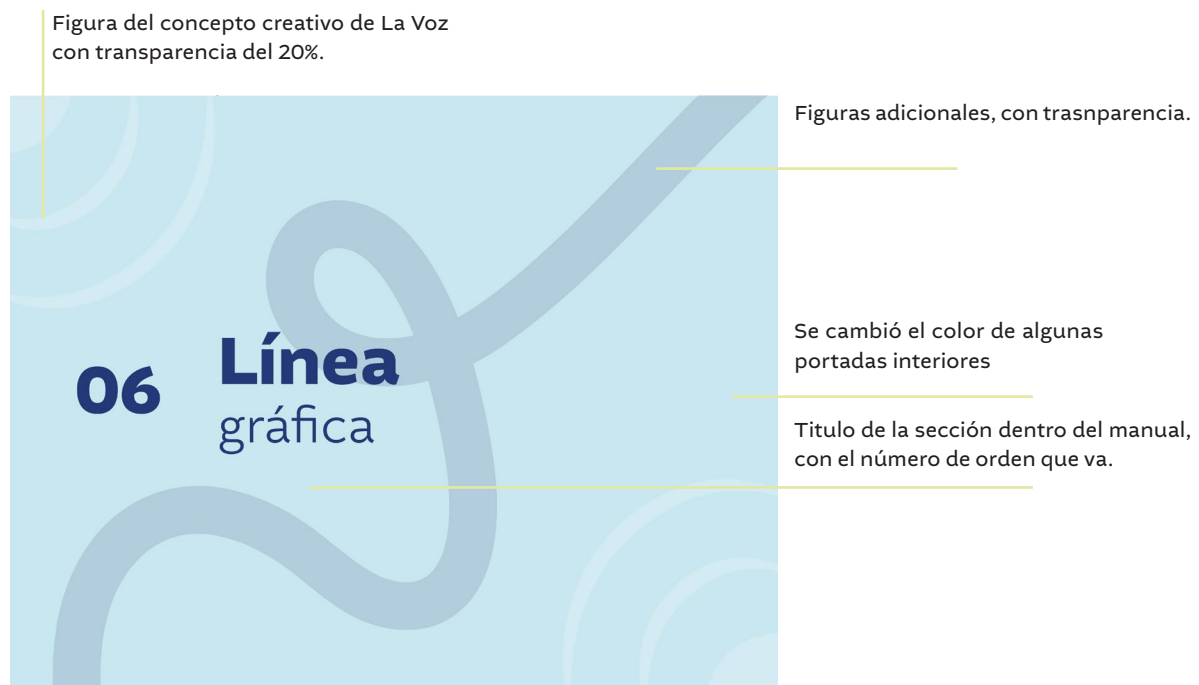 Figura del concepto creativo de La Voz
con transparencia del 20%.
Figuras adicionales, con trasnparencia.
Se cambió el color de algunas
portadas interiores
06
Línea
gráfica
Titulo de la sección dentro del manual,
con el número de orden que va.